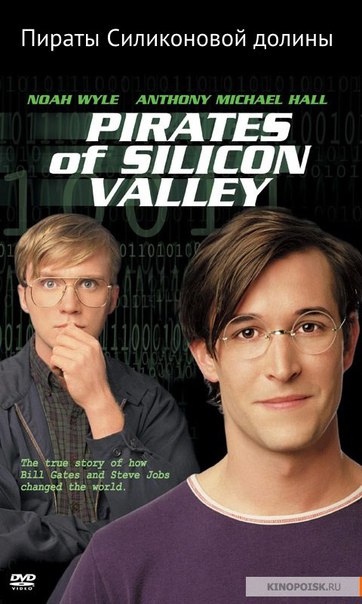 Пираты Силиконовой долины
NOAH WYLE ANTHONY MICHAEL HALL
PIRATES
of SILICON
VALLEY
The true story of how
Bill Gates and Steve Jobs
changed the world.
DVD
VIDEO
KINOPOISK.RU